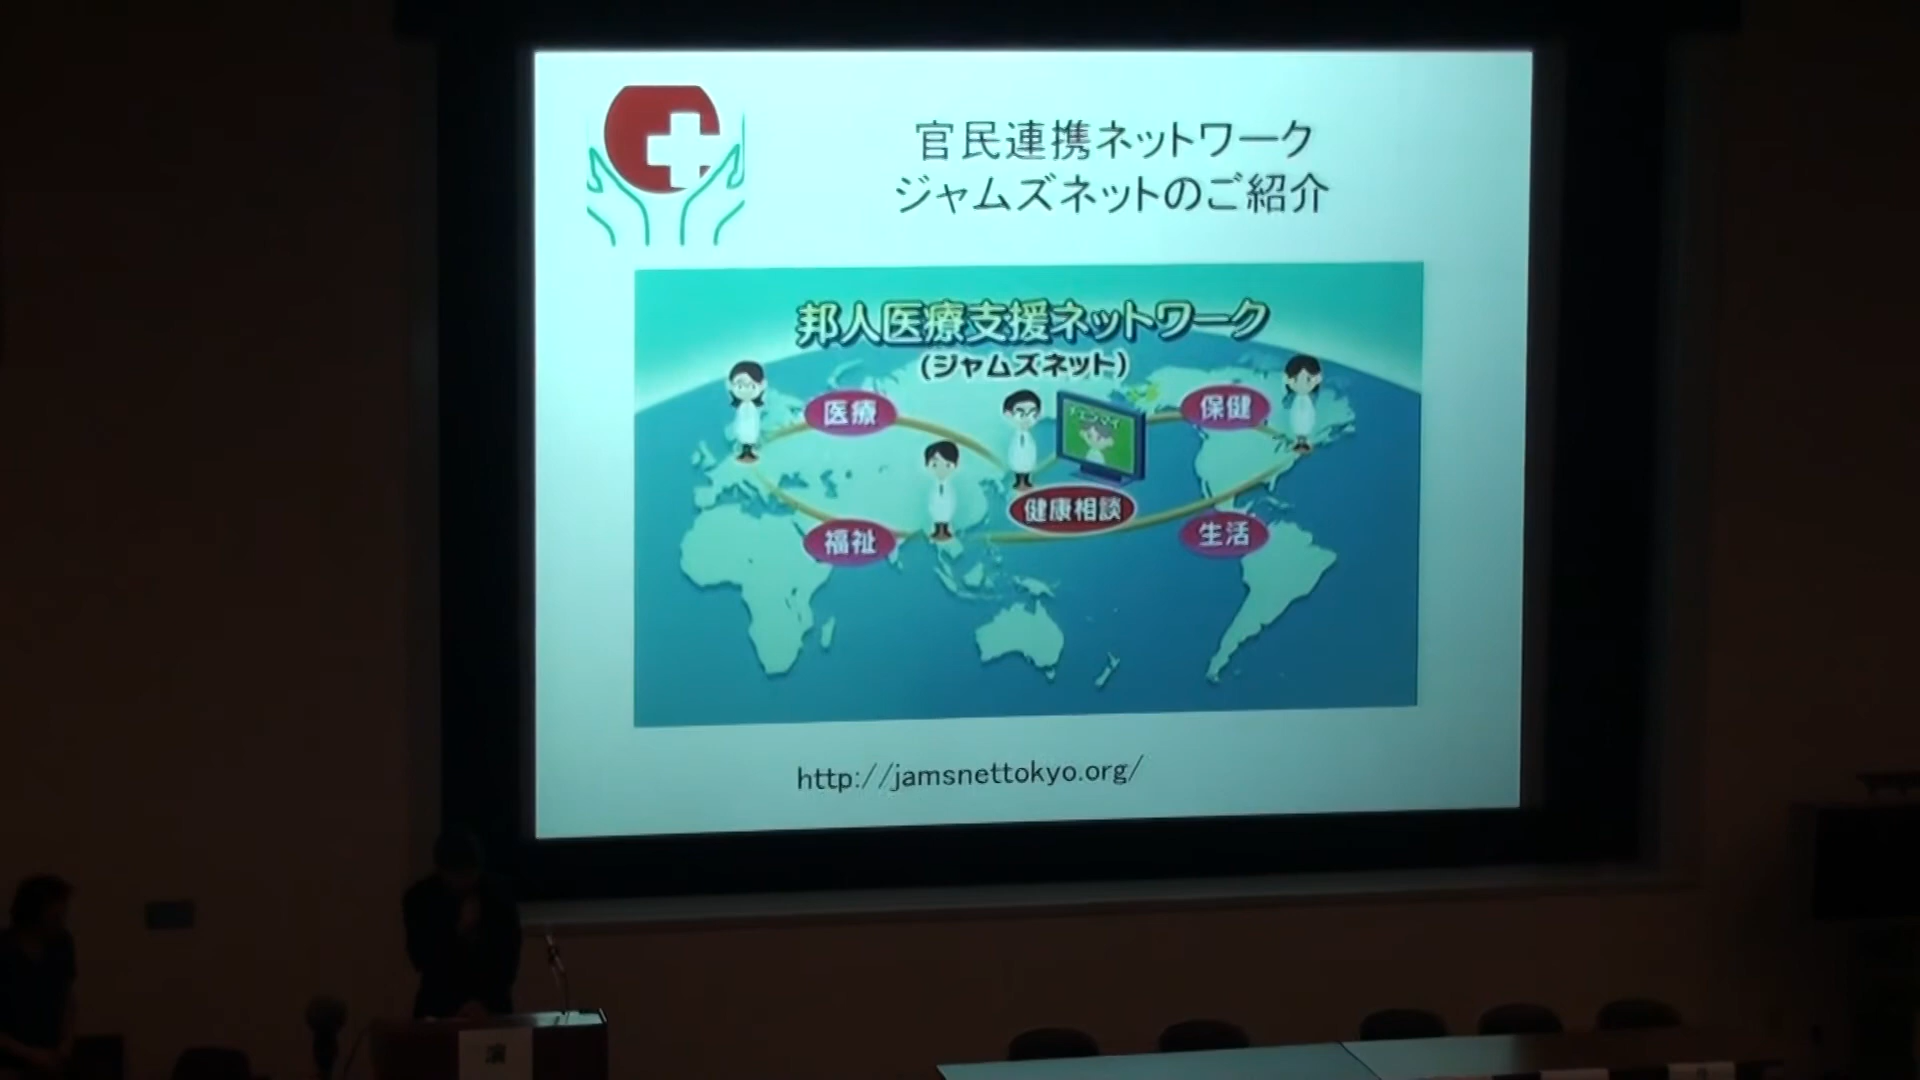 官民連携ネットワーク
ジャムズネットのご紹介
邦人医療支援ネットワーク
(ジャムズネット)
医療
保健
健康相談
福祉
生活
http://jamsnettokyo.org/
演